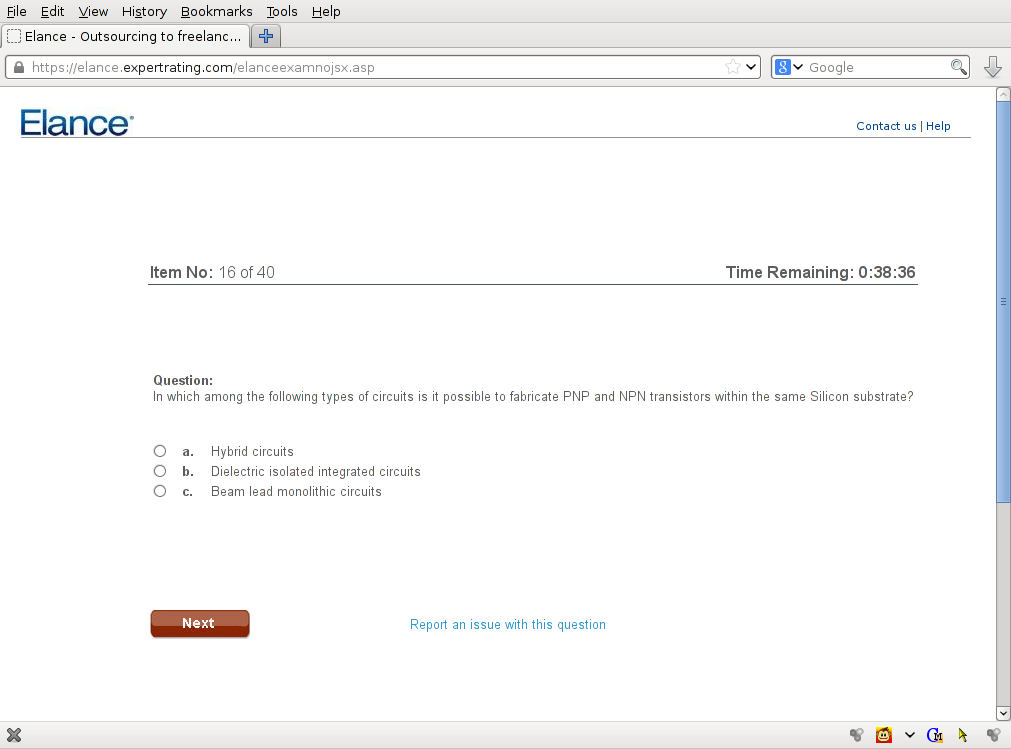 File Edit View History Bookmarks Tools Help
Elance - Outsourcing to freelanc...
https://elance.expertrating.com/elanceexamnojsx.asp
Google
Elance
Contact us | Help
Item No: 16 of 40
Time Remaining: 0:38:36
Question:
In which among the following types of circuits is it possible to fabricate PNP and NPN transistors within the same Silicon substrate?
a. Hybrid circuits
b. Dielectric isolated integrated circuits
c. Beam lead monolithic circuits
Next
Report an issue with this question